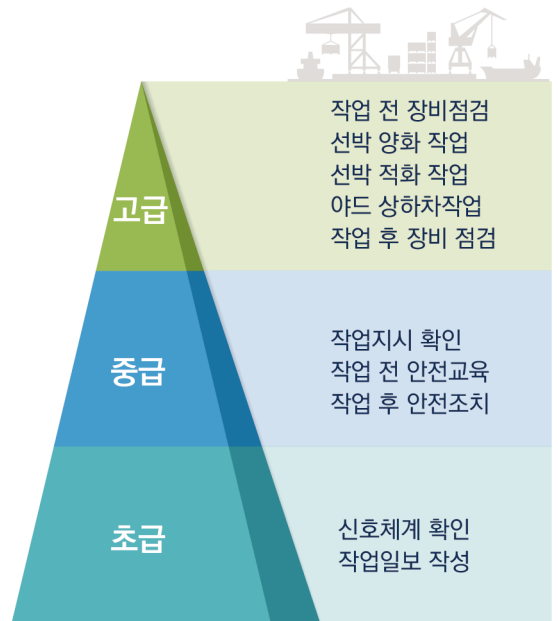 고급
작업 전 장비점검
선박 양화 작업
선박 적화 작업
야드 상하차작업
작업 후 장비 점검
중급
작업지시 확인
작업 전 안전교육
작업 후 안전조치
초급
신호체계 확인
작업일보 작성